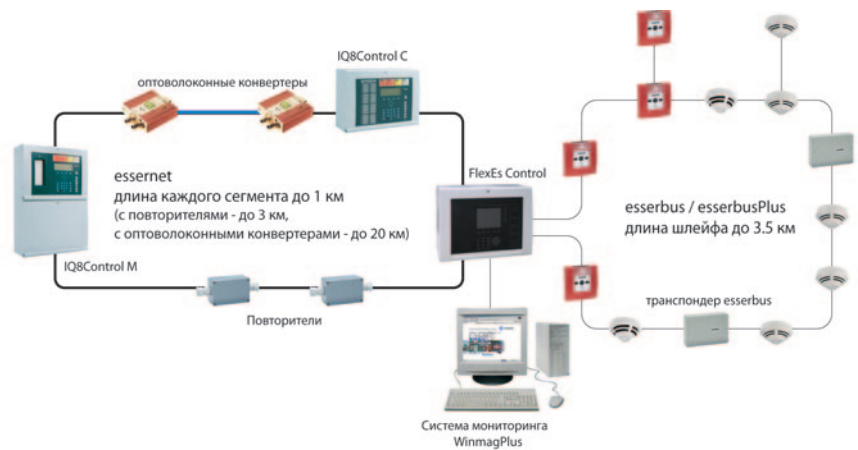 оптоволоконные конвертеры
IQ8Control C
essernet
длина каждого сегмента до 1 км
(с повторителями - до 3 км,
с оптоволоконными конвертерами - до 20 км)
IQ8Control M
Повторители
FlexEs Control
esserbus / esserbusPlus
длина шлейфа до 3.5 км
транспондер esserbus
Система мониторинга
WinmagPlus